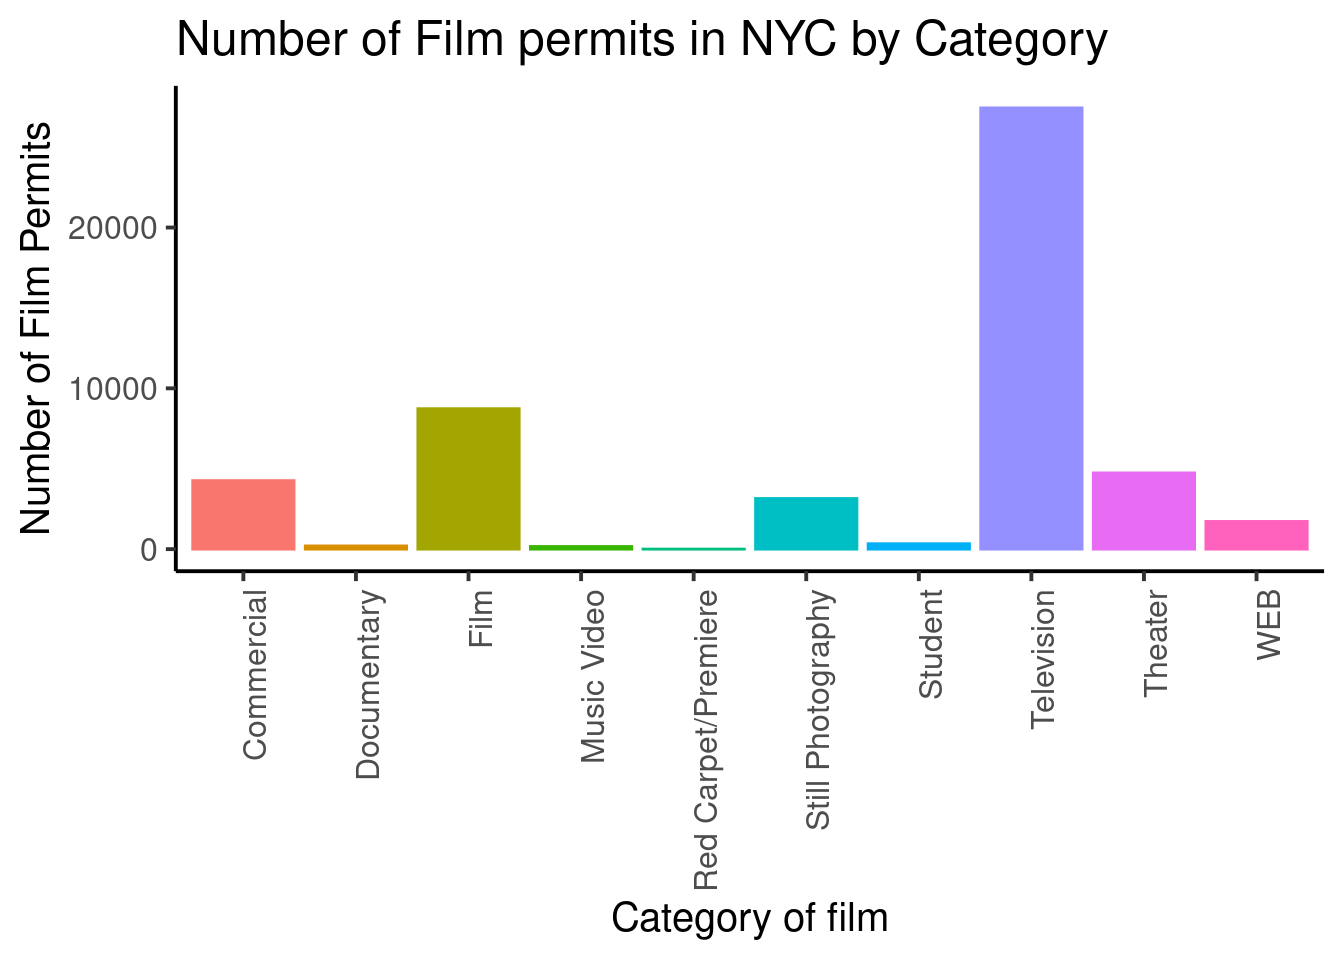 Number of Film permits in NYC by Category
Number of Film Permits
20000
10000
0
Commercial
Documentary
Film
Music Video
Red Carpet/Premiere
Still Photography
Student
Television
Theater
WEB
Category of film